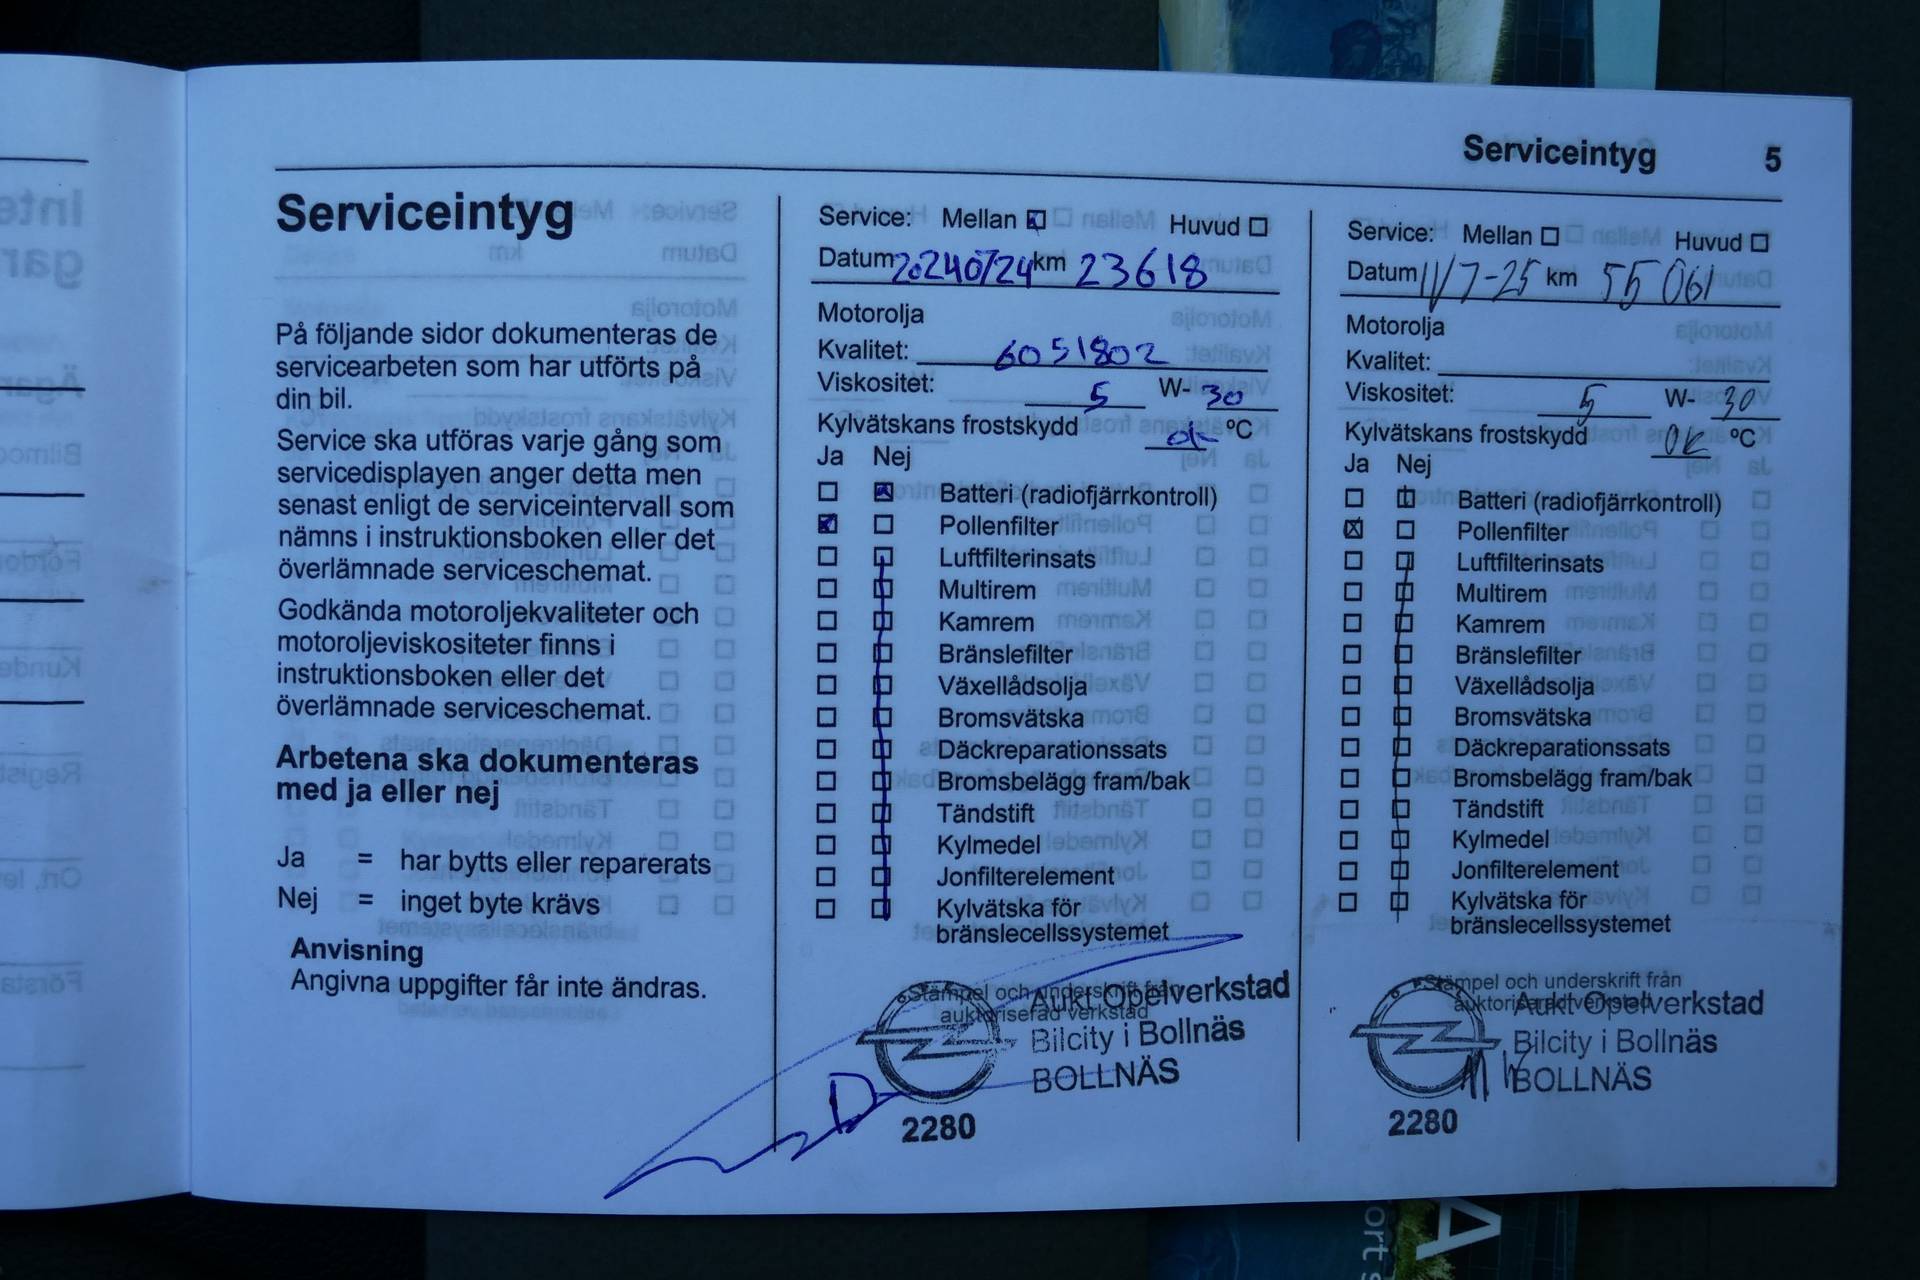 Serviceintyg 5
Serviceintyg
På följande sidor dokumenteras de
servicearbeten som har utförts på
din bil.
Service ska utföras varje gång som
servicedisplayen anger detta men
senast enligt de serviceintervall som
nämns i instruktionsboken eller det
överlämnade serviceschemat.
Godkända motoroljekvaliteter och
motoroljeviskositeter finns i
instruktionsboken eller det
överlämnade serviceschemat.
Arbetena ska dokumenteras
med ja eller nej
Ja = har bytts eller reparerats
Nej = inget byte krävs
Anvisning
Angivna uppgifter får inte ändras.
Service: Mellan Huvud
Datum 20240724 km 23618
Motorolja
Kvalitet: 6051802
Viskositet: 5 W- 30
Kylvätskans frostskydd ok °C
Ja Nej
Batteri (radiofjärrkontroll)
Pollenfilter
Luftfilterinsats
Multirem
Kamrem
Bränslefilter
Växellådsolja
Bromsvätska
Däckreparationssats
Bromsbelägg fram/bak
Tändstift
Kylmedel
Jonfilterelement
Kylvätska för
bränslecellssystemet
Stämpel och underskrift från
auktoriserad verkstad
Aukt Opelverkstad
Bilcity i Bollnäs
BOLLNÄS
2280
Service: Mellan Huvud
Datum 11/7-25 km 55 061
Motorolja
Kvalitet:
Viskositet: 5 W- 30
Kylvätskans frostskydd OK °C
Ja Nej
Batteri (radiofjärrkontroll)
Pollenfilter
Luftfilterinsats
Multirem
Kamrem
Bränslefilter
Växellådsolja
Bromsvätska
Däckreparationssats
Bromsbelägg fram/bak
Tändstift
Kylmedel
Jonfilterelement
Kylvätska för
bränslecellssystemet
Stämpel och underskrift från
auktoriserad verkstad
Aukt Opelverkstad
Bilcity i Bollnäs
BOLLNÄS
2280